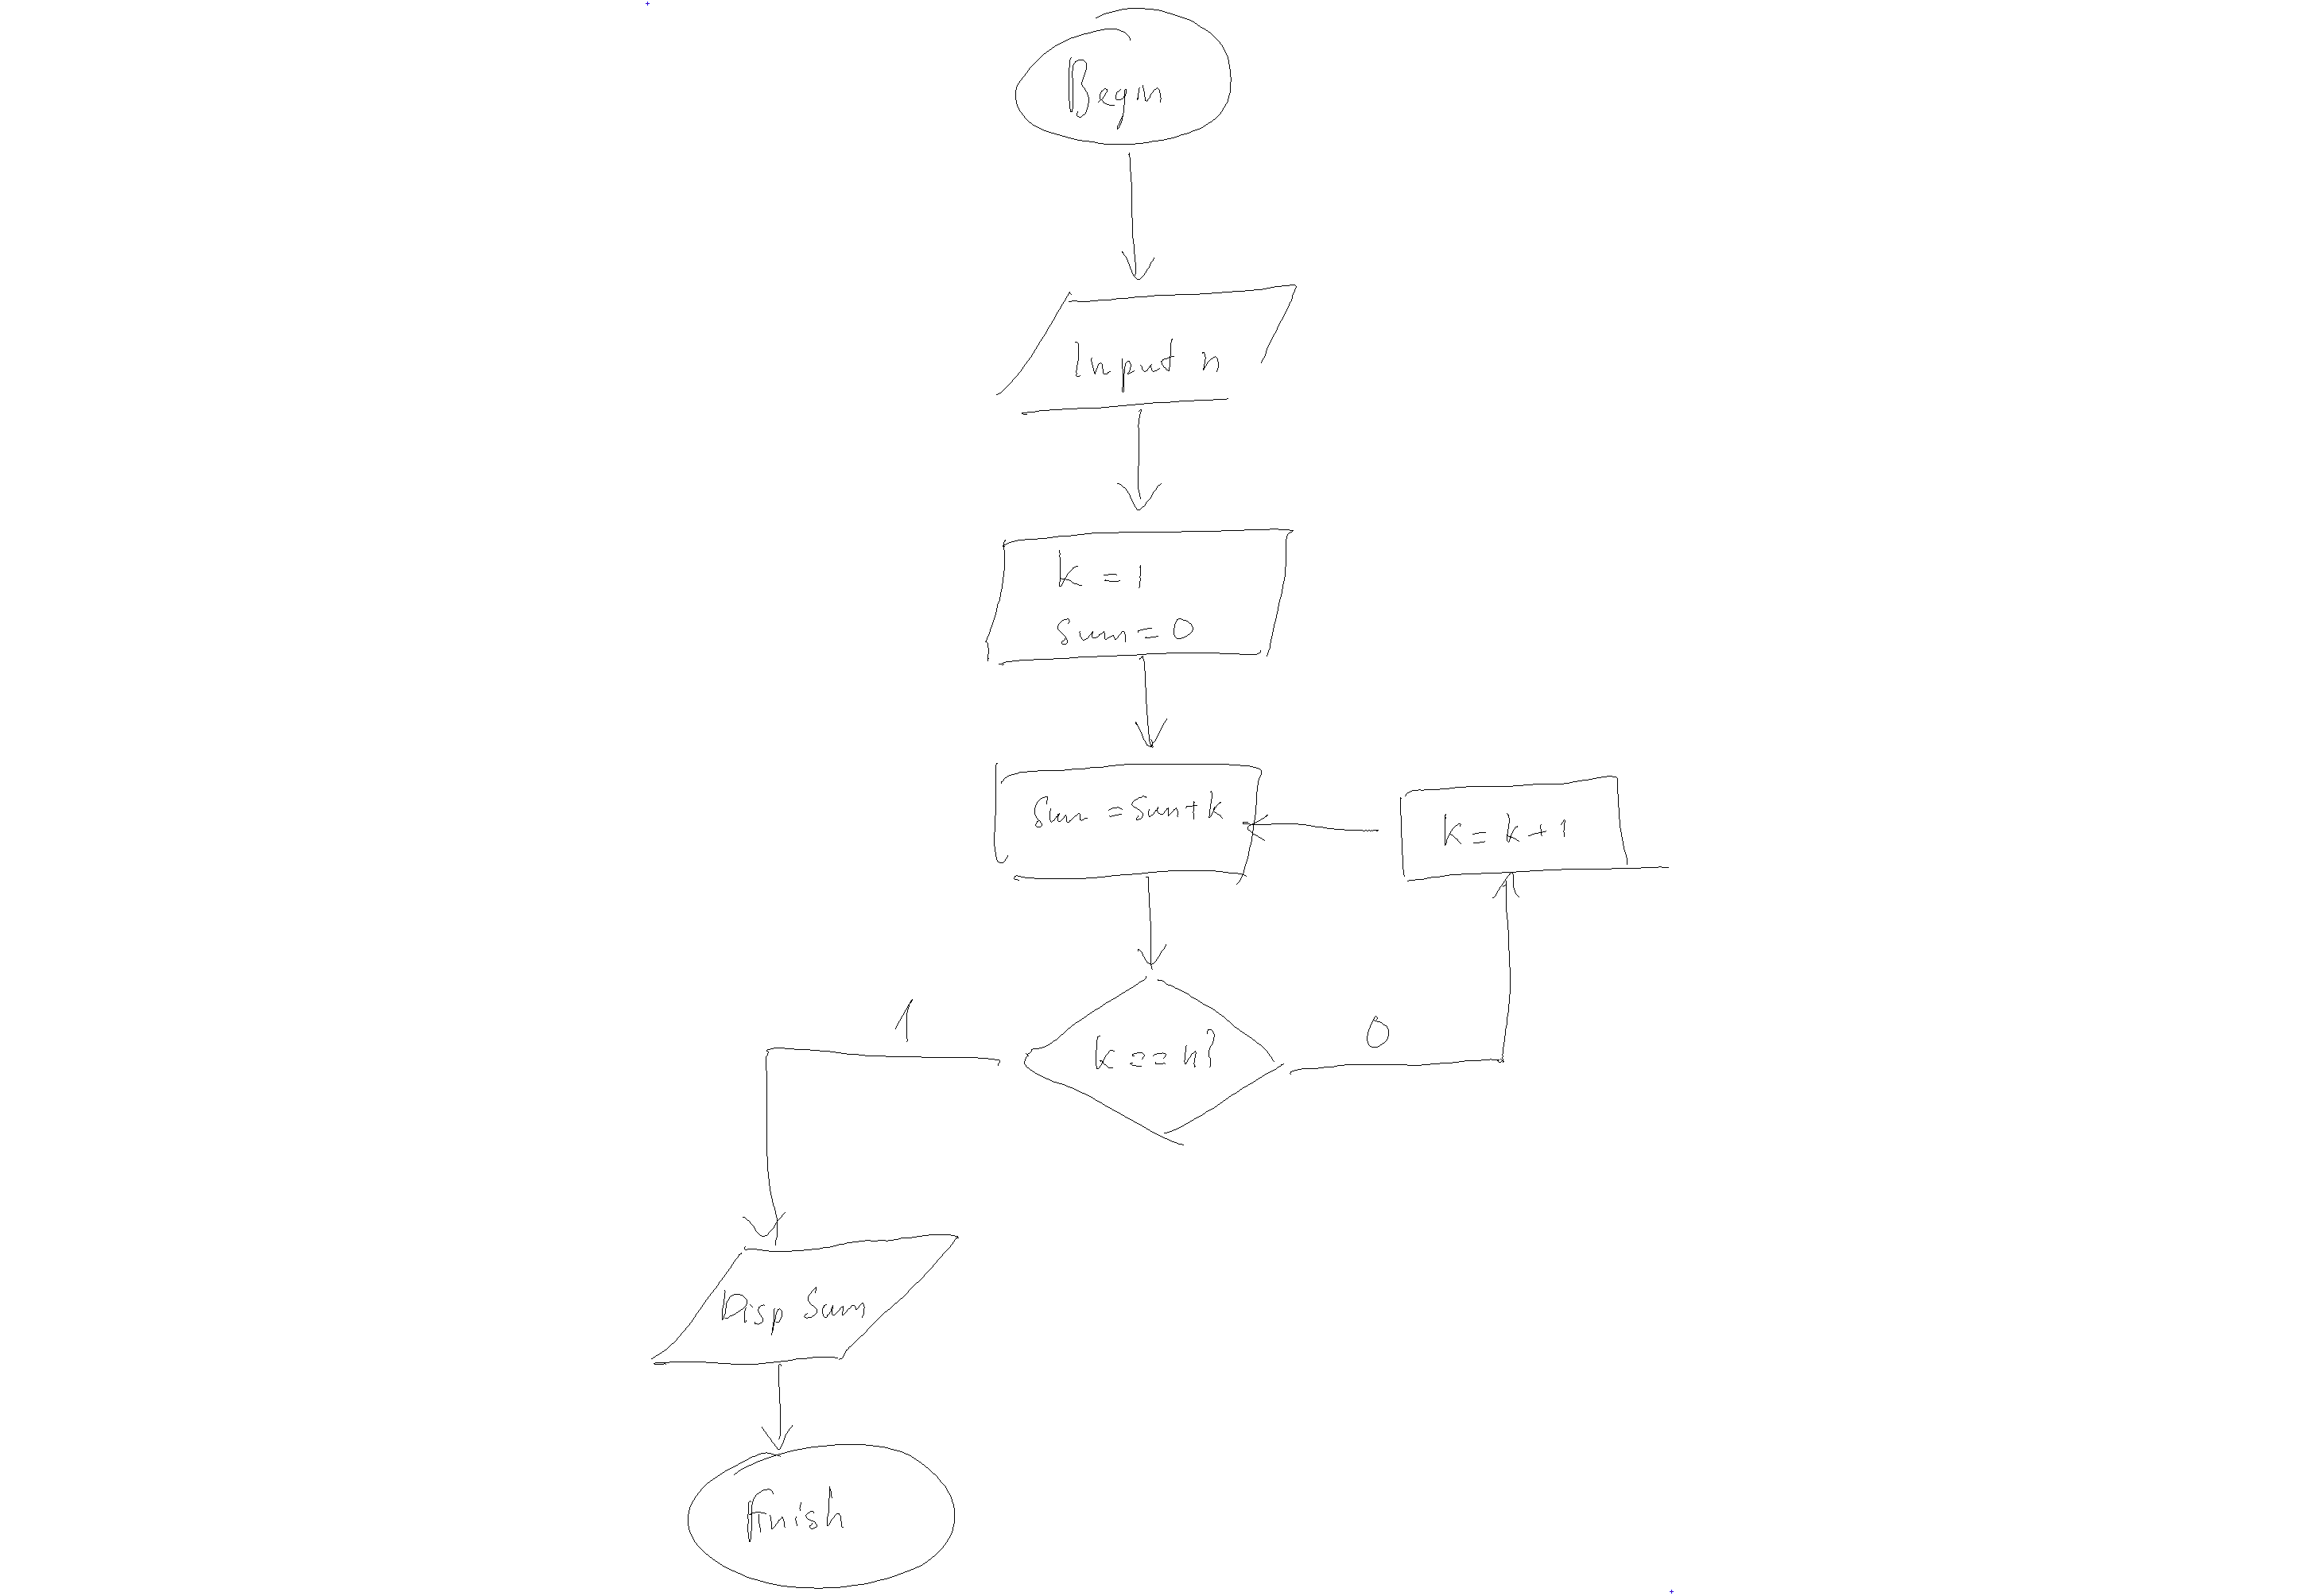 Begin
Input n
k = 1
sum = 0
sum = sum + k
k = k + 1
1
0
k == n?
Disp Sum
Finish